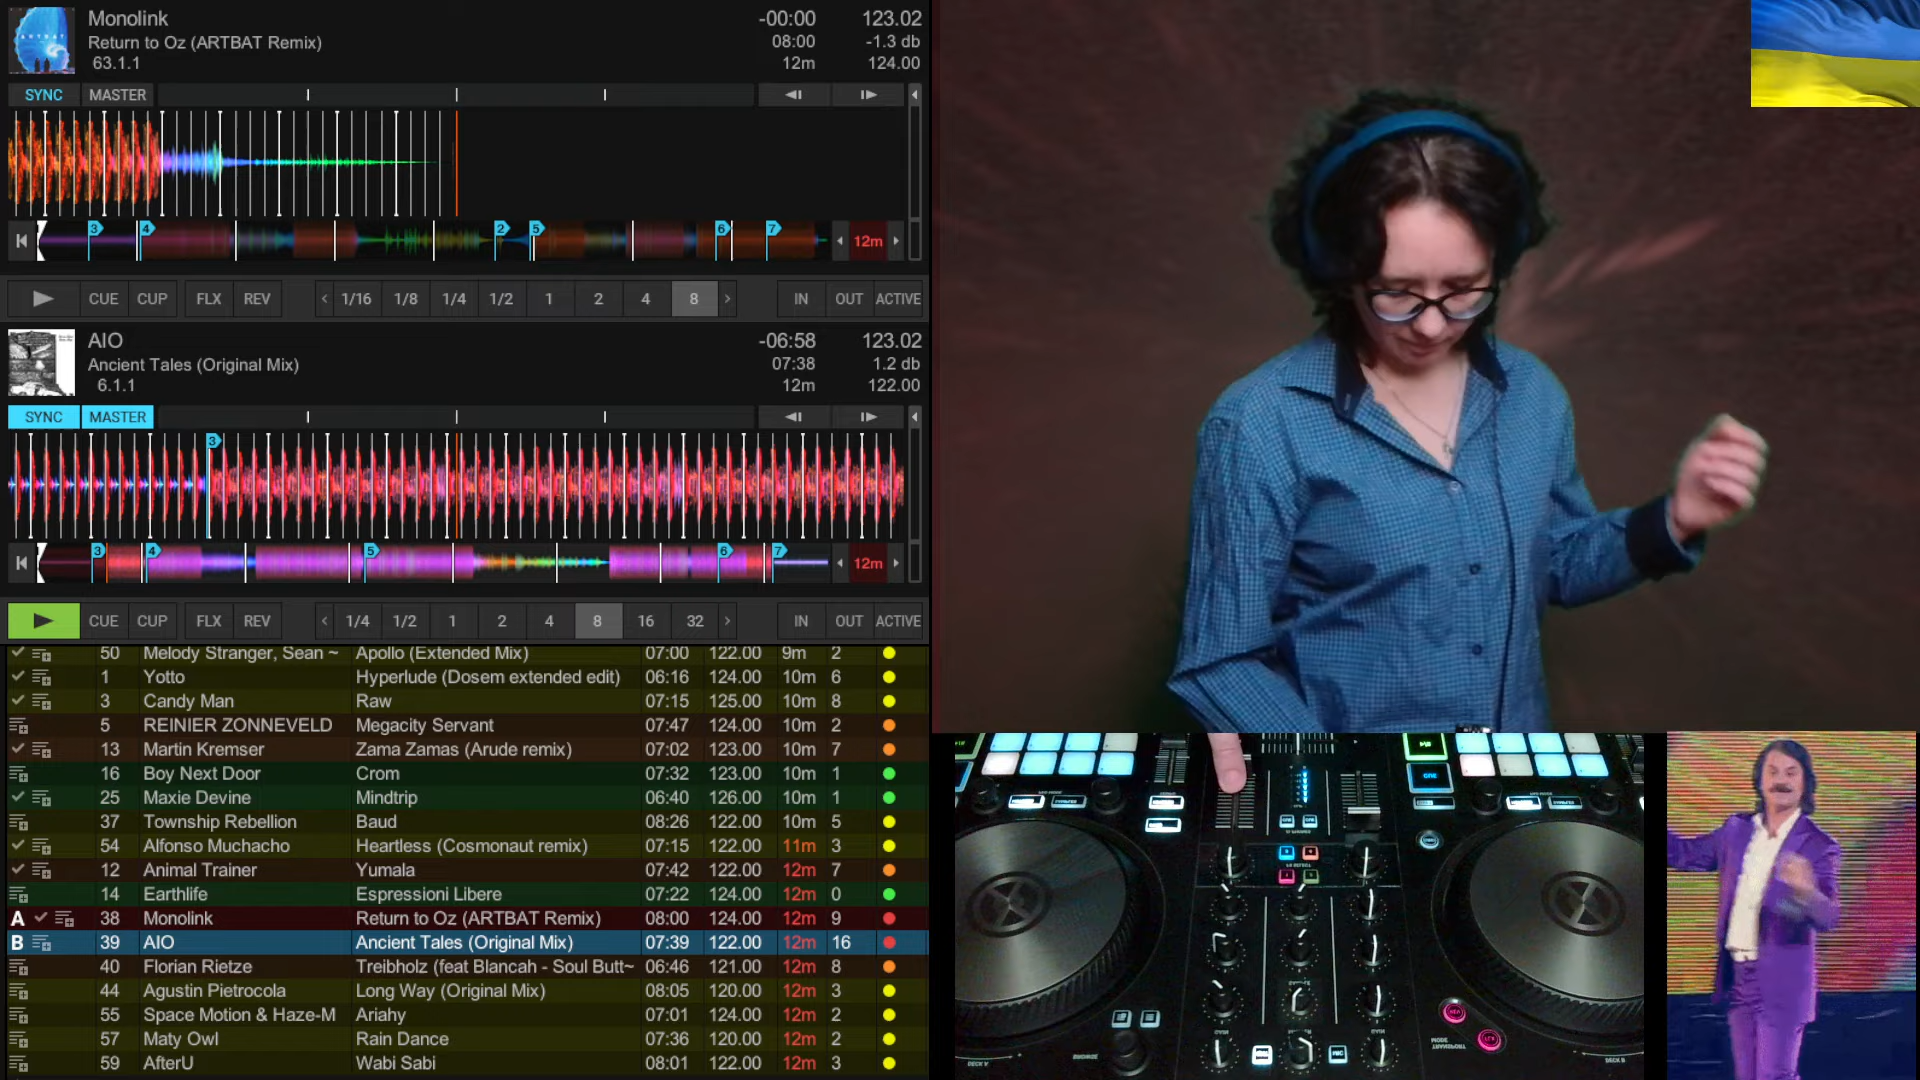 Monolink -00:00 123.02
Return to Oz (ARTBAT Remix) 08:00 -1.3 db
63.1.1 12m 124.00
SYNC MASTER
3 4 2 5 6 7 12m
CUE CUP FLX REV 1/16 1/8 1/4 1/2 1 2 4 8 IN OUT ACTIVE
AIO -06:58 123.02
Ancient Tales (Original Mix) 07:38 1.2 db
6.1.1 12m 122.00
SYNC MASTER
3
3 4 5 6 7 12m
CUE CUP FLX REV 1/4 1/2 1 2 4 8 16 32 IN OUT ACTIVE
50 Melody Stranger, Sean ~ Apollo (Extended Mix) 07:00 122.00 9m 2
1 Yotto Hyperlude (Dosem extended edit) 06:16 124.00 10m 6
3 Candy Man Raw 07:15 125.00 10m 8
5 REINIER ZONNEVELD Megacity Servant 07:47 124.00 10m 2
13 Martin Kremser Zama Zamas (Arude remix) 07:02 123.00 10m 7
16 Boy Next Door Crom 07:32 123.00 10m 1
25 Maxie Devine Mindtrip 06:40 126.00 10m 1
37 Township Rebellion Baud 08:26 122.00 10m 5
54 Alfonso Muchacho Heartless (Cosmonaut remix) 07:15 122.00 11m 3
12 Animal Trainer Yumala 07:42 122.00 12m 7
14 Earthlife Espressioni Libere 07:22 124.00 12m 0
A 38 Monolink Return to Oz (ARTBAT Remix) 08:00 124.00 12m 9
B 39 AIO Ancient Tales (Original Mix) 07:39 122.00 12m 16
40 Florian Rietze Treibholz (feat Blancah - Soul Butt~ 06:46 121.00 12m 8
44 Agustin Pietrocola Long Way (Original Mix) 08:05 120.00 12m 3
55 Space Motion & Haze-M Ariahy 07:01 124.00 12m 2
57 Maty Owl Rain Dance 07:36 120.00 12m 2
59 AfterU Wabi Sabi 08:01 122.00 12m 3